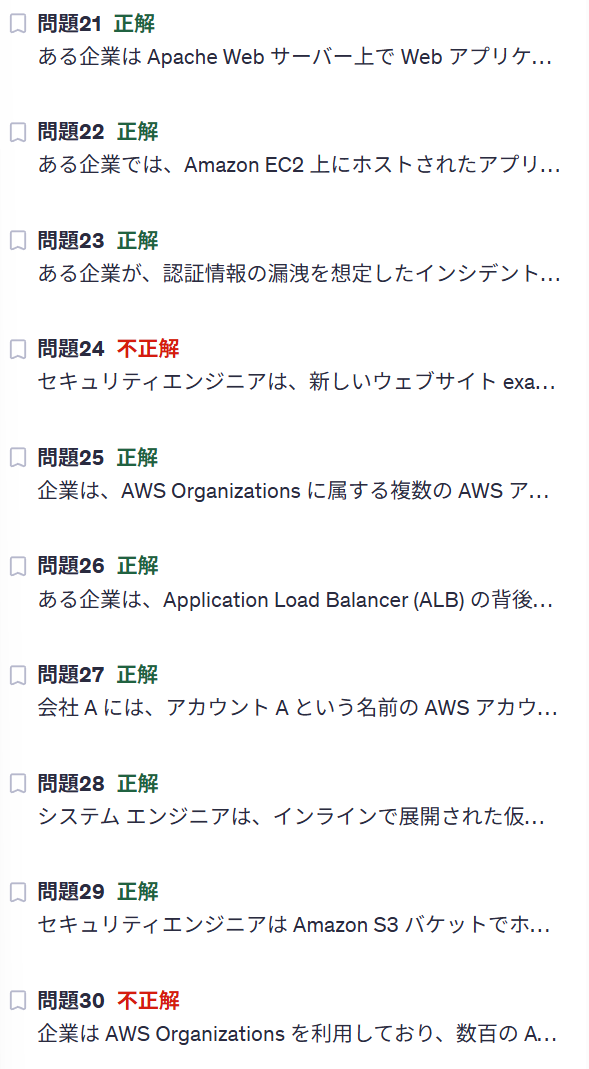 問題21 正解
ある企業は Apache Web サーバー上で Web アプリケ...
問題22 正解
ある企業では、Amazon EC2 上にホストされたアプリ...
問題23 正解
ある企業が、認証情報の漏洩を想定したインシデント...
問題24 不正解
セキュリティエンジニアは、新しいウェブサイト exa...
問題25 正解
企業は、AWS Organizations に属する複数の AWS ア...
問題26 正解
ある企業は、Application Load Balancer (ALB) の背後...
問題27 正解
会社 A には、アカウント A という名前の AWS アカウ...
問題28 正解
システム エンジニアは、インラインで展開された仮...
問題29 正解
セキュリティエンジニアは Amazon S3 バケットでホ...
問題30 不正解
企業は AWS Organizations を利用しており、数百の A...